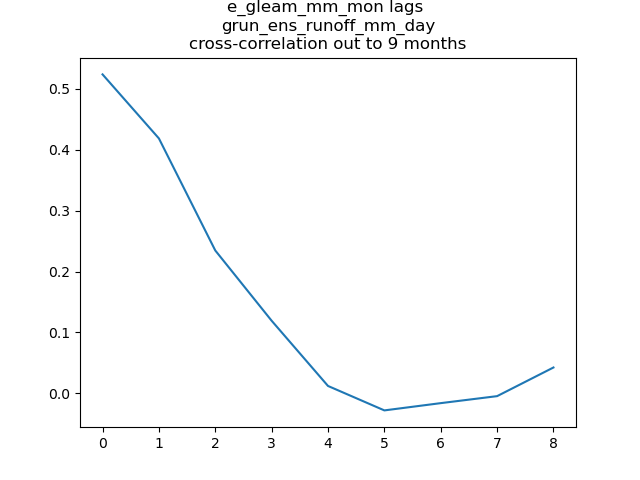 e_gleam_mm_mon lags
grun_ens_runoff_mm_day
cross-correlation out to 9 months
0.5
0.4
0.3
0.2
0.1
0.0
0 1 2 3 4 5 6 7 8